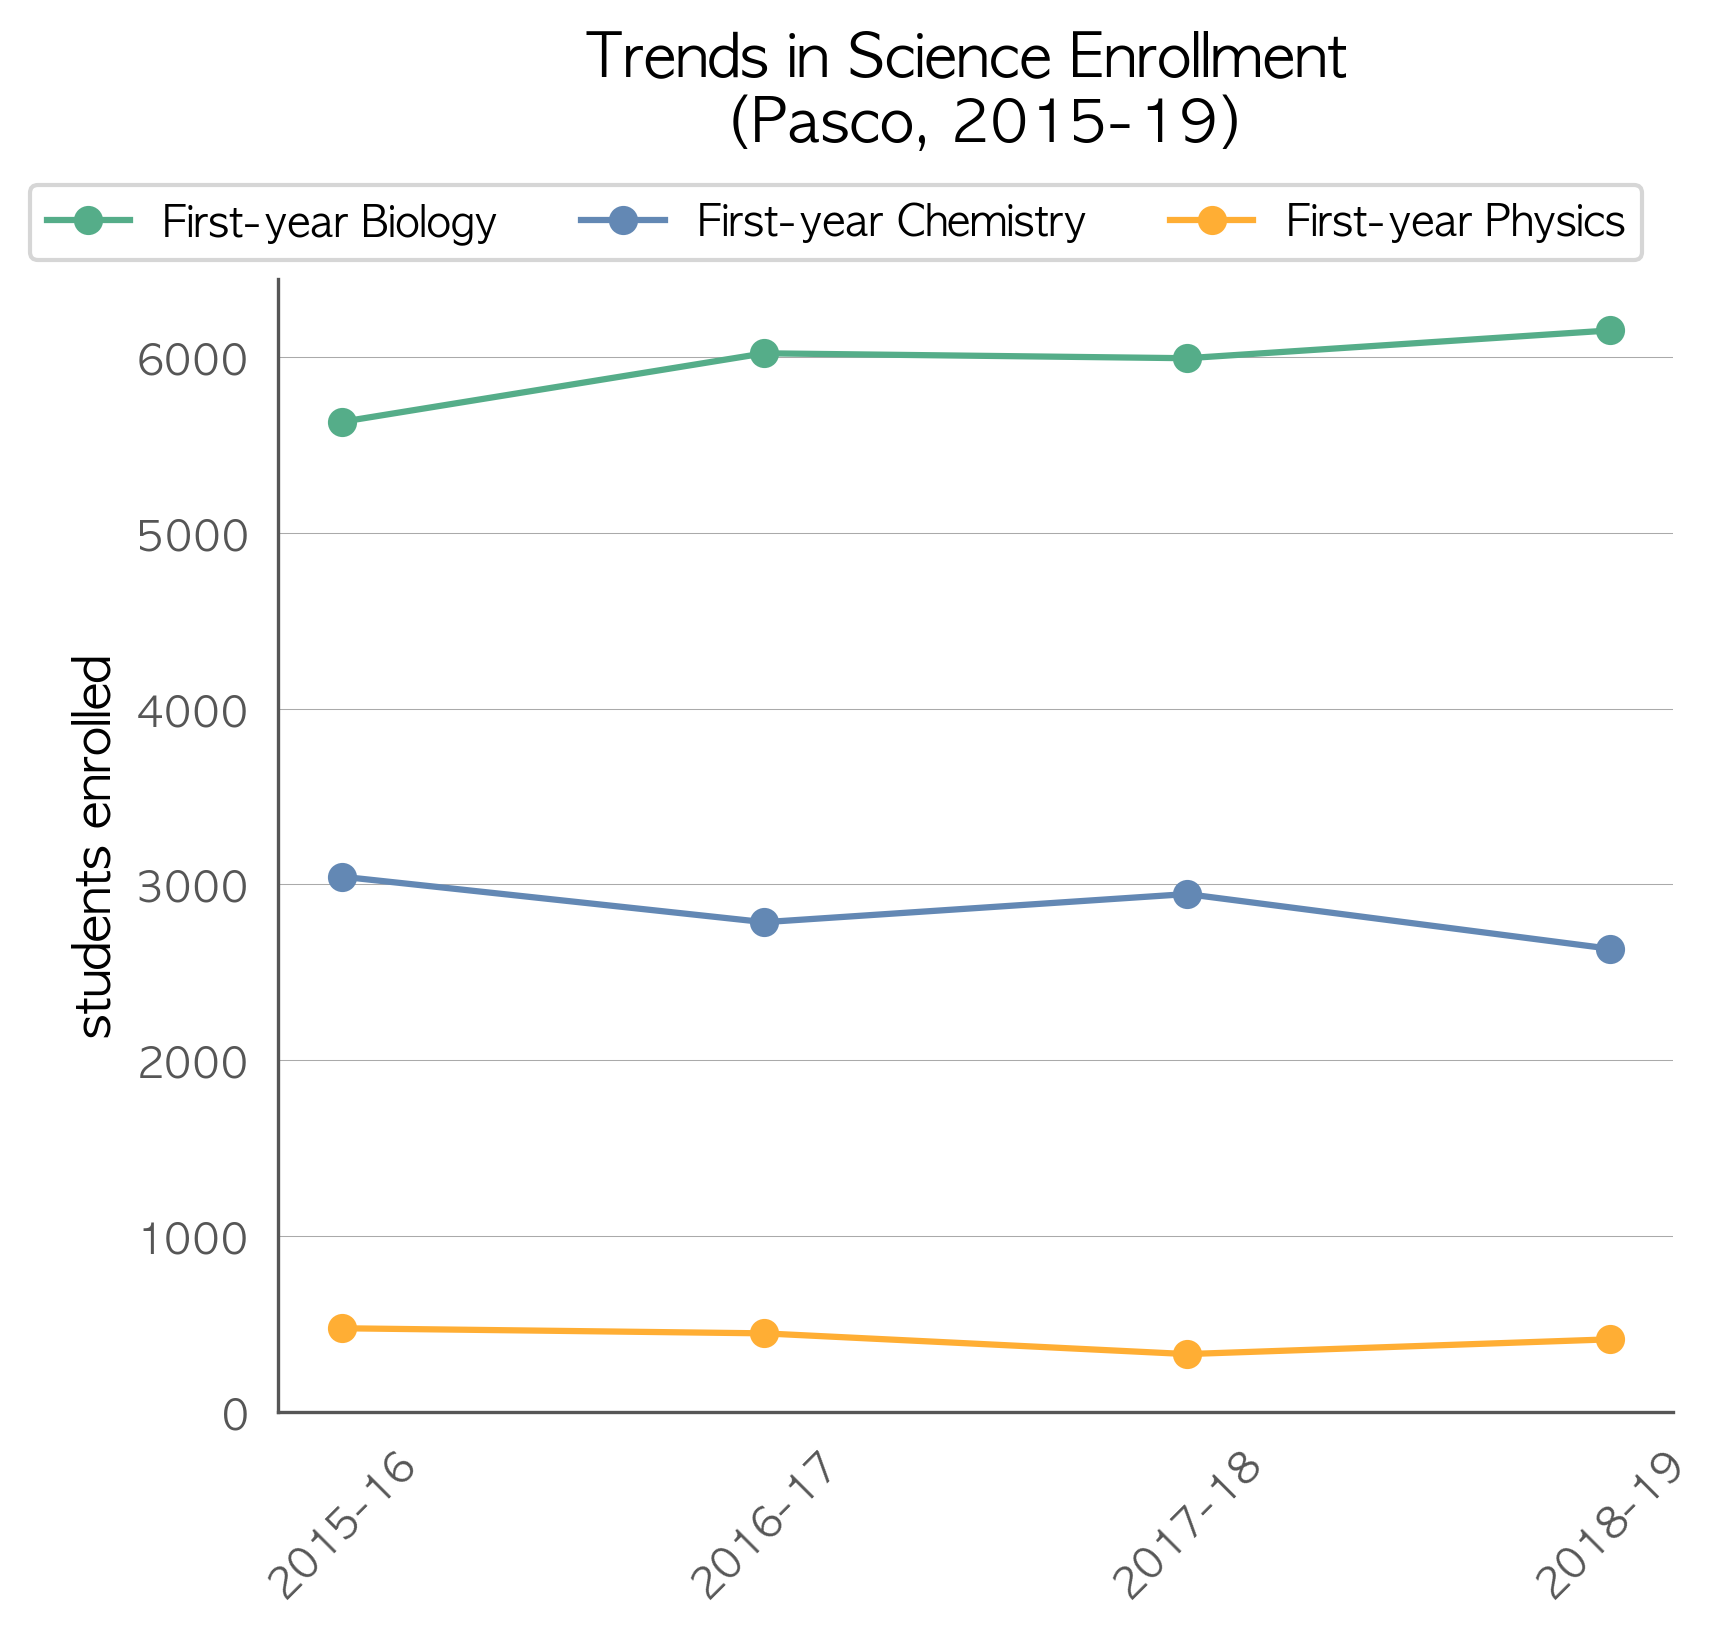 Trends in Science Enrollment
(Pasco, 2015-19)
First-year Biology First-year Chemistry First-year Physics
students enrolled
6000
5000
4000
3000
2000
1000
0
2015-16 2016-17 2017-18 2018-19